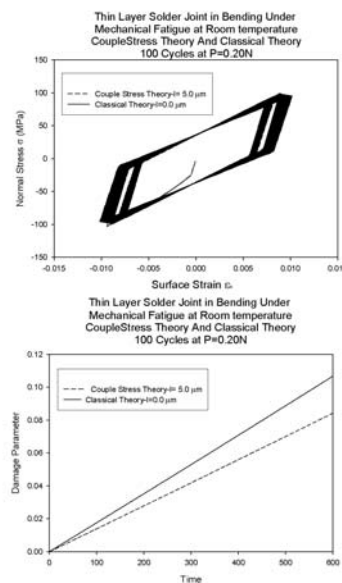 Thin Layer Solder Joint in Bending Under
Mechanical Fatigue at Room temperature
CoupleStress Theory And Classical Theory
100 Cycles at P=0.20N
Couple Stress Theory-l= 5.0 μm
Classical Theory-l=0.0 μm
Normal Stress σ (MPa)
150
100
50
0
-50
-100
-150
-0.015
-0.010
-0.005
0.000
0.005
0.010
0.015
Surface Strain
Thin Layer Solder Joint in Bending Under
Mechanical Fatigue at Room temperature
CoupleStress Theory And Classical Theory
100 Cycles at P=0.20N
Couple Stress Theory-l= 5.0 μm
Classical Theory-l=0.0 μm
Damage Parameter
0.12
0.10
0.08
0.06
0.04
0.02
0.00
0
100
200
300
400
500
600
Time